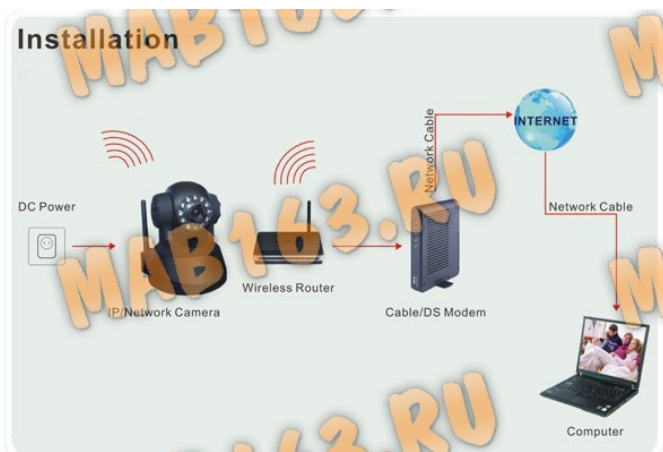 Installation
MAB163.RU
Network Cable
INTERNET
DC Power
Network Cable
MAB163.RU
Wireless Router
IP/Network Camera
Cable/DS Modem
Computer